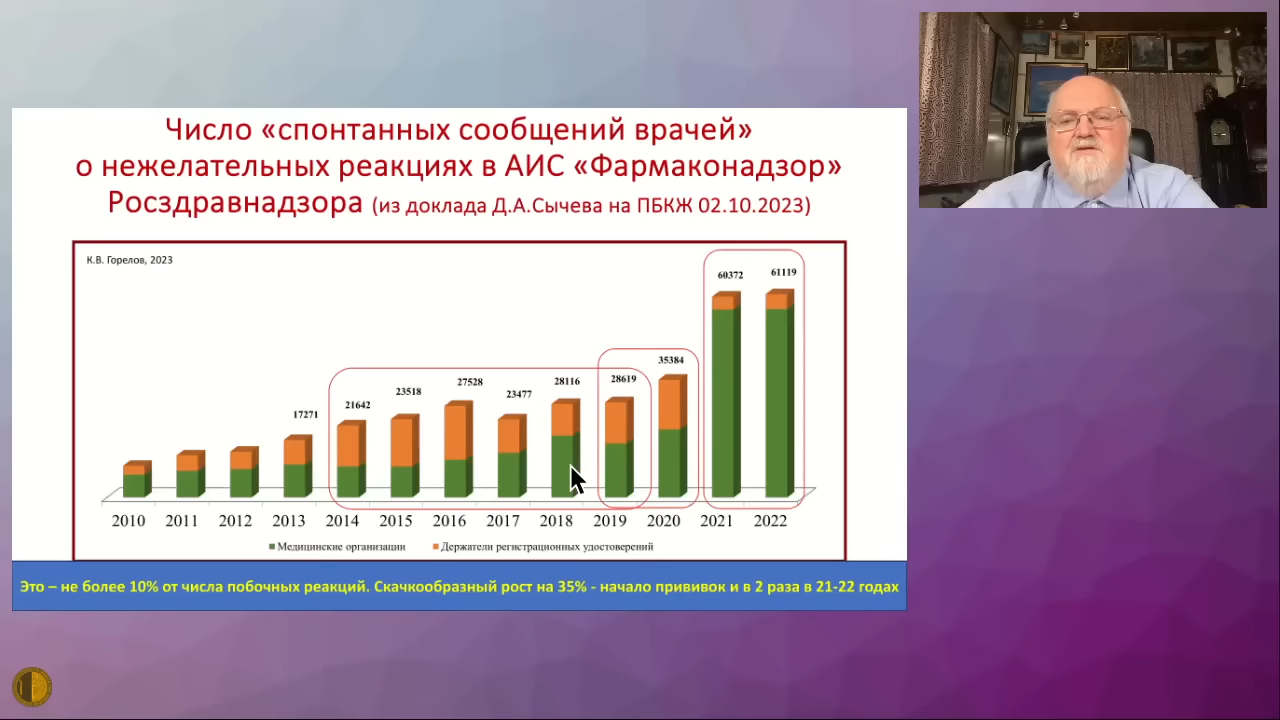 Число «спонтанных сообщений врачей»
о нежелательных реакциях в АИС «Фармаконадзор»
Росздравнадзора (из доклада Д.А.Сычева на ПБКЖ 02.10.2023)
К.В. Горелов, 2023
17271 21642 23518 27528 23477 28116 28619 35384 60372 61119
2010 2011 2012 2013 2014 2015 2016 2017 2018 2019 2020 2021 2022
Медицинские организации Держатели регистрационных удостоверений
Это – не более 10% от числа побочных реакций. Скачкообразный рост на 35% - начало прививок и в 2 раза в 21-22 годах